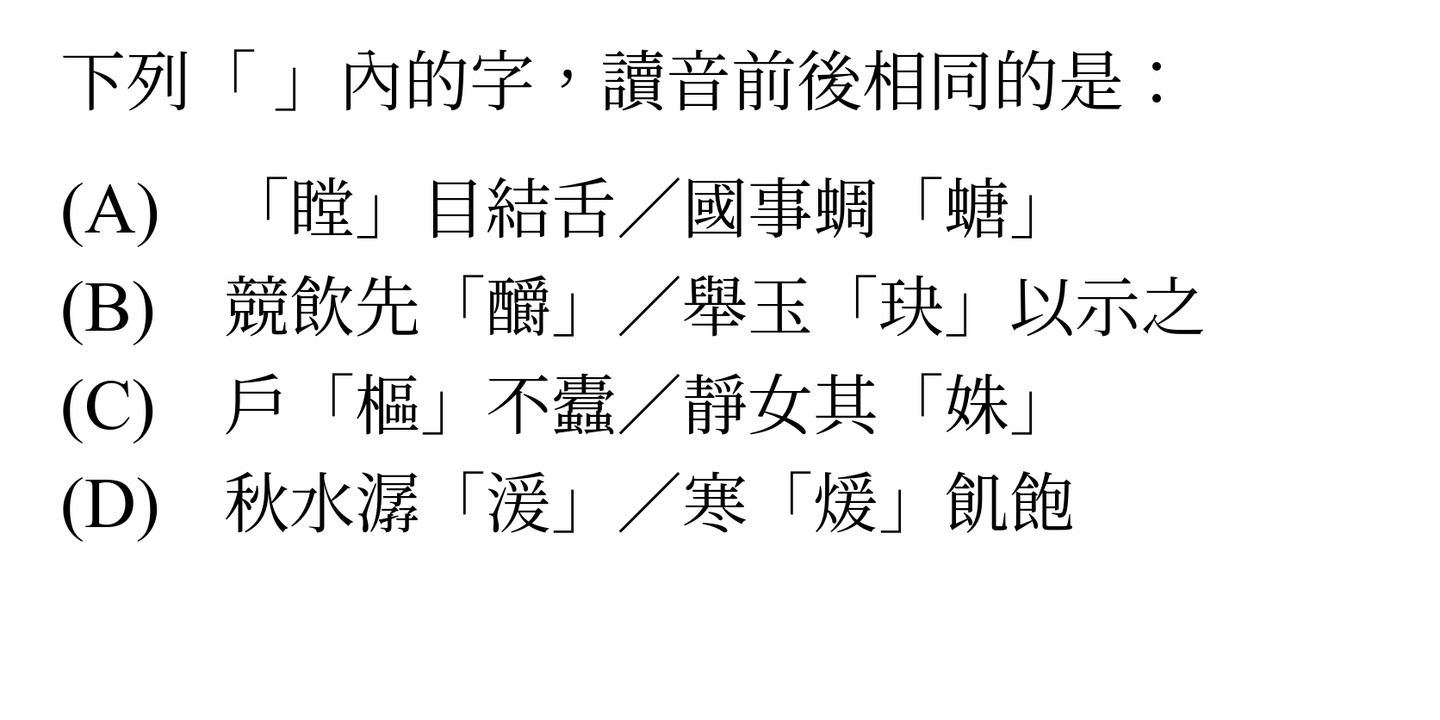 下列「 」內的字，讀音前後相同的是：
(A) 「瞠」目結舌／國事蜩「螗」
(B) 競飲先「釂」／舉玉「玦」以示之
(C) 戶「樞」不蠹／靜女其「姝」
(D) 秋水潺「湲」／寒「煖」飢飽